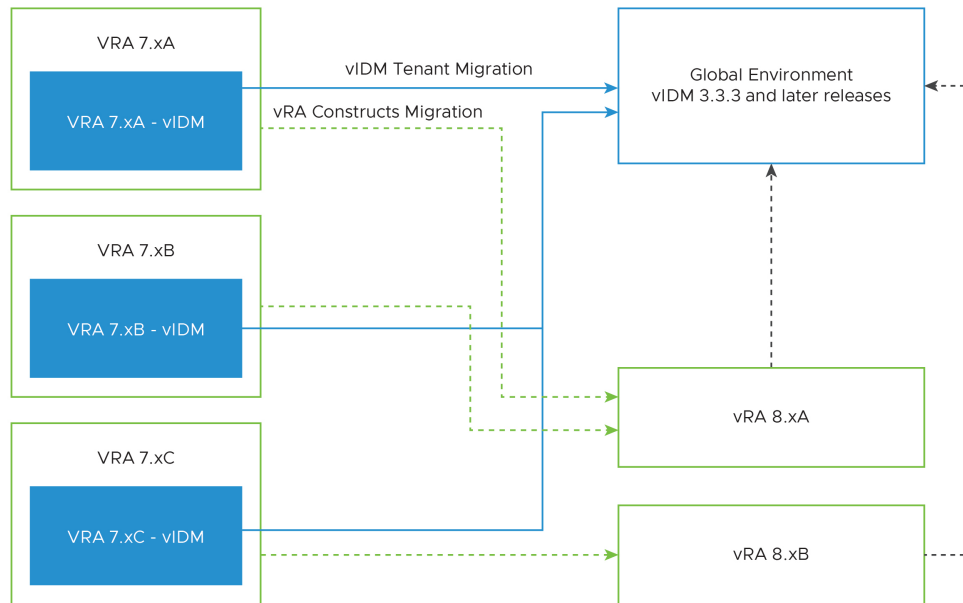 VRA 7.xA
VRA 7.xA - vIDM
vIDM Tenant Migration
vRA Constructs Migration
Global Environment
vIDM 3.3.3 and later releases
VRA 7.xB
VRA 7.xB - vIDM
VRA 7.xC
VRA 7.xC - vIDM
vRA 8.xA
vRA 8.xB